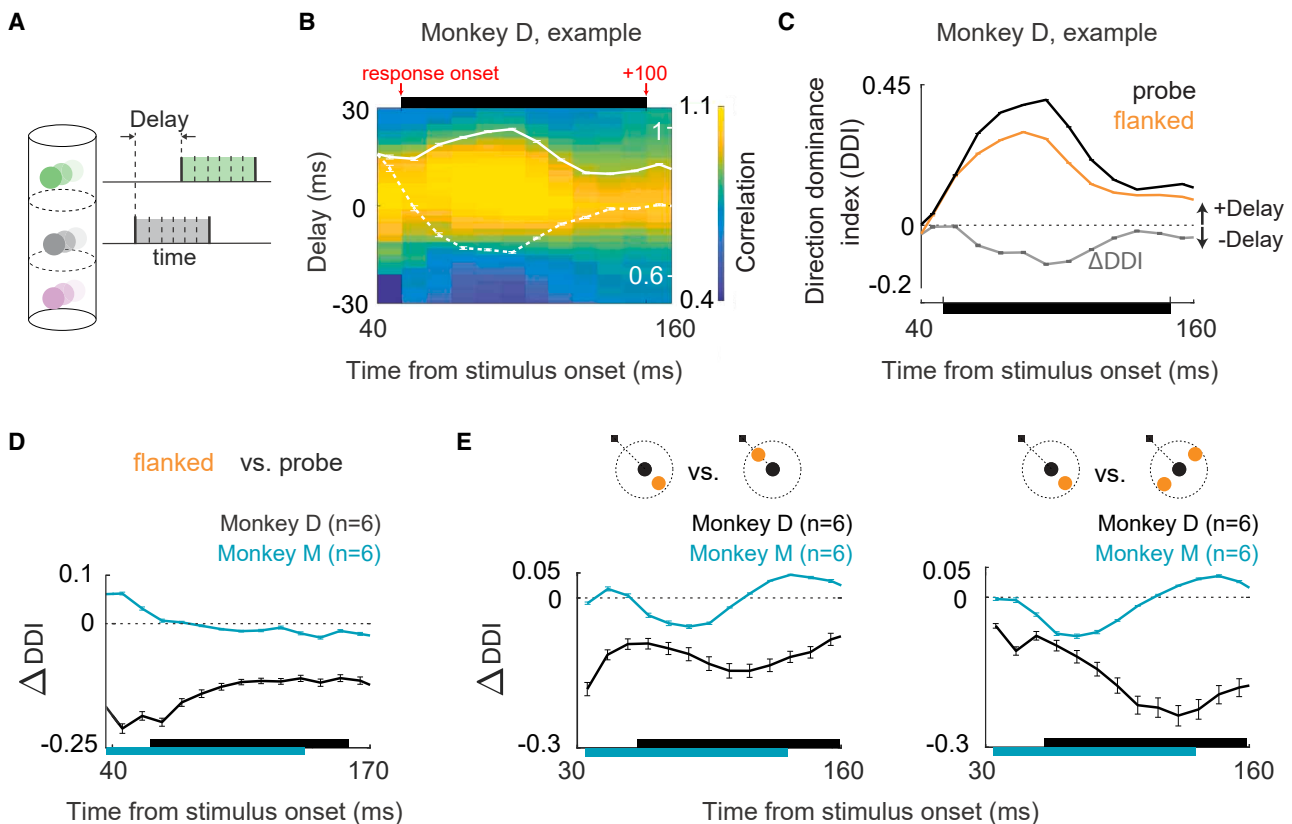 A
Delay
time
B
Monkey D, example
response onset
+100
30
0
-30
Delay (ms)
40
160
Time from stimulus onset (ms)
1.1
1
0.6
0.4
Correlation
C
Monkey D, example
0.45
0
-0.2
Direction dominance
index (DDI)
probe
flanked
ΔDDI
+Delay
-Delay
40
160
Time from stimulus onset (ms)
D
flanked vs. probe
Monkey D (n=6)
Monkey M (n=6)
0.1
0
-0.25
ΔDDI
40
170
Time from stimulus onset (ms)
E
vs.
Monkey D (n=6)
Monkey M (n=6)
0.05
0
-0.3
ΔDDI
30
160
vs.
Monkey D (n=6)
Monkey M (n=6)
0.05
0
-0.3
30
160
Time from stimulus onset (ms)